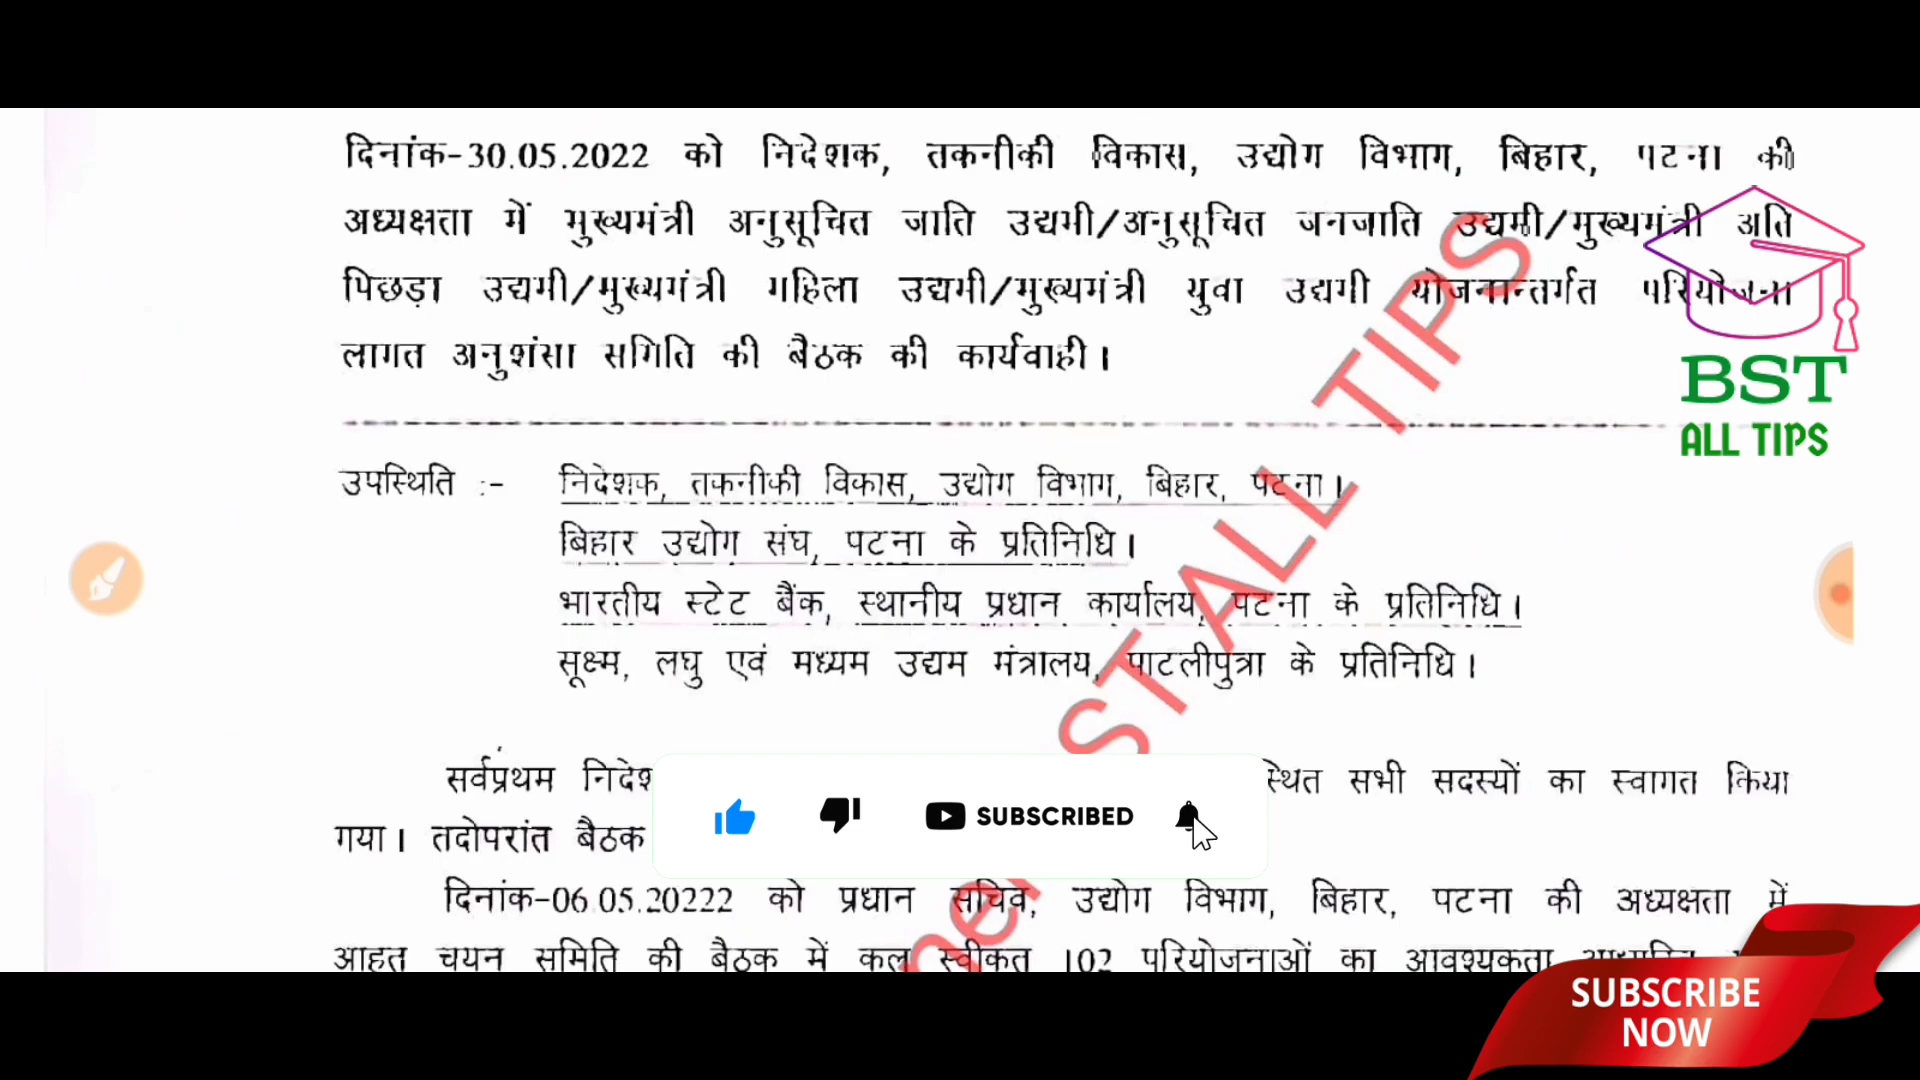 दिनांक-30.05.2022 को निदेशक, तकनीकी विकास, उद्योग विभाग, बिहार, पटना की
अध्यक्षता में मुख्यमंत्री अनुसूचित जाति उद्यमी/अनुसूचित जनजाति उद्यमी/मुख्यमंत्री अति
पिछड़ा उद्यमी/मुख्यमंत्री महिला उद्यमी/मुख्यमंत्री युवा उद्यमी योजनान्तर्गत परियोजना
लागत अनुशंसा समिति की बैठक की कार्यवाही।
BST
ALL TIPS
उपस्थिति :- निदेशक, तकनीकी विकास, उद्योग विभाग, बिहार, पटना।
बिहार उद्योग संघ, पटना के प्रतिनिधि।
भारतीय स्टेट बैंक, स्थानीय प्रधान कार्यालय, पटना के प्रतिनिधि।
सूक्ष्म, लघु एवं मध्यम उद्यम मंत्रालय, पाटलीपुत्रा के प्रतिनिधि।
ST ALL TIPS
सर्वप्रथम सभी सदस्यों का स्वागत किया
गया। तदोपरांत बैठक
SUBSCRIBED
दिनांक-06.05.20222 को प्रधान सचिव, उद्योग विभाग, बिहार, पटना की अध्यक्षता में
आहूत चयन समिति की बैठक में कुल स्वीकृत 102 परियोजनाओं का आवश्यकता
SUBSCRIBE
NOW